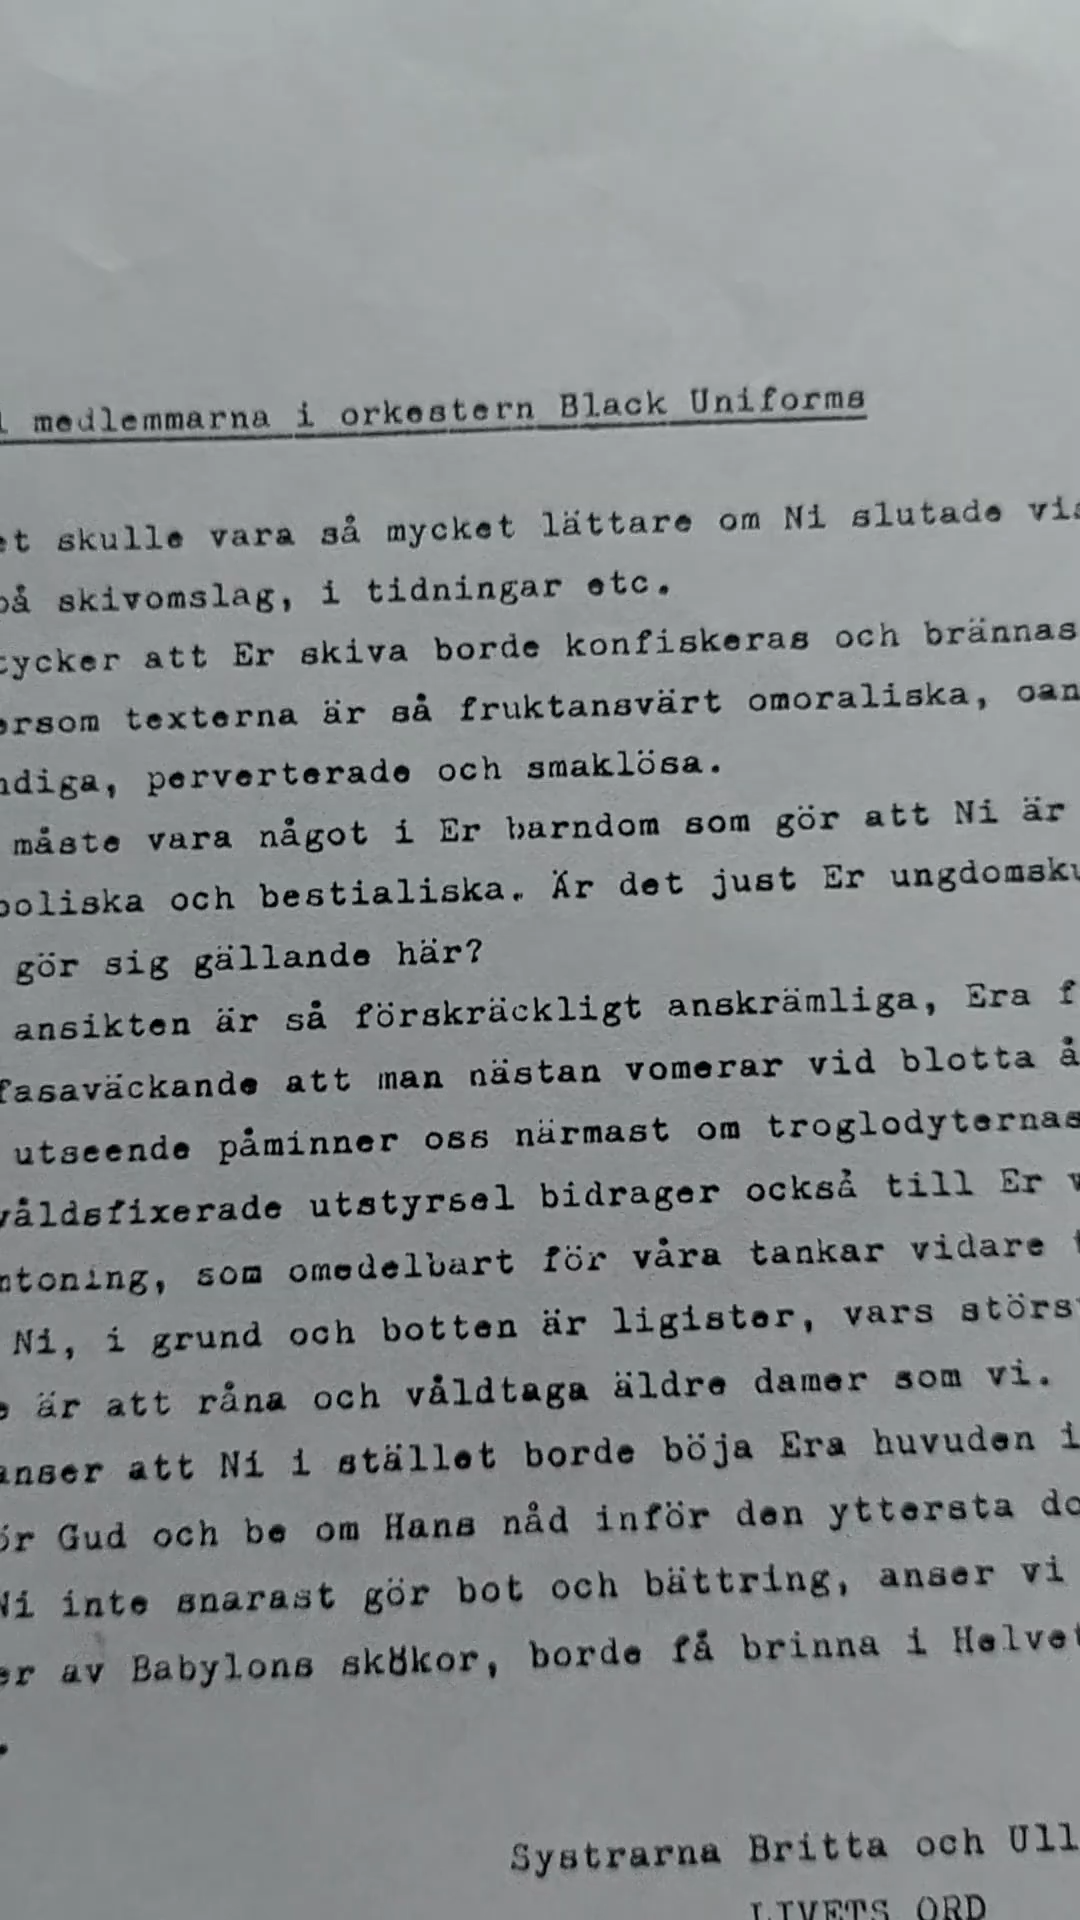 medlemmarna i orkestern Black Uniforms
skulle vara så mycket lättare om Ni slutade
på skivomslag, i tidningar etc.
tycker att Er skiva borde konfiskeras och brännas
texterna är så fruktansvärt omoraliska,
perverterade och smaklösa.
måste vara något i Er barndom som gör att Ni är
och bestialiska. Är det just Er
gör sig gällande här?
ansikten är så förskräckligt anskrämliga, Era
fasaväckande att man nästan vomerar vid blotta
utseende påminner oss närmast om troglodyternas
våldsfixerade utstyrsel bidrager också till Er
som omedelbart för våra tankar vidare
Ni, i grund och botten är ligister, vars
är att råna och våldtaga äldre damer som vi.
anser att Ni i stället borde böja Era huvuden i
Gud och be om Hans nåd inför den yttersta
Ni inte snarast gör bot och bättring, anser vi
av Babylons skökor, borde få brinna i
Systrarna Britta och
LIVETS ORD